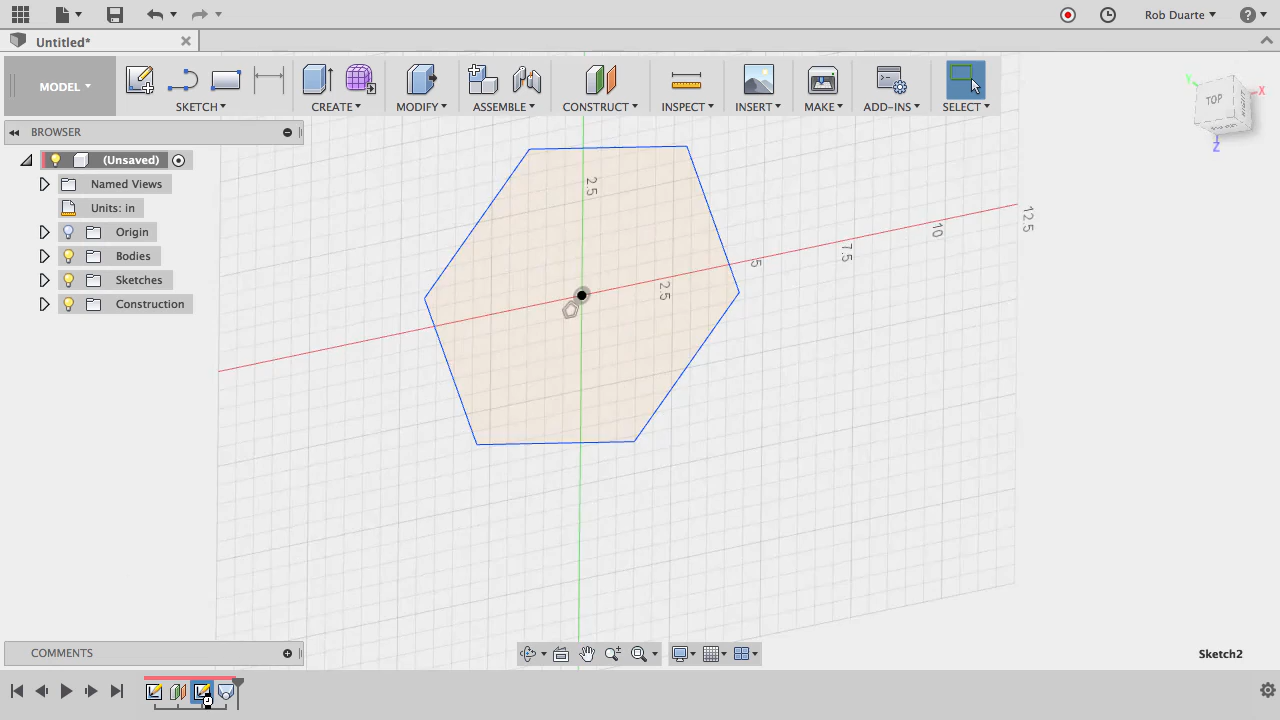 Rob Duarte
Untitled*
MODEL
SKETCH
CREATE
MODIFY
ASSEMBLE
CONSTRUCT
INSPECT
INSERT
MAKE
ADD-INS
SELECT
BROWSER
(Unsaved)
Named Views
Units: in
Origin
Bodies
Sketches
Construction
2.5
2.5
5
7.5
10
12.5
Y
TOP
X
Z
COMMENTS
Sketch2